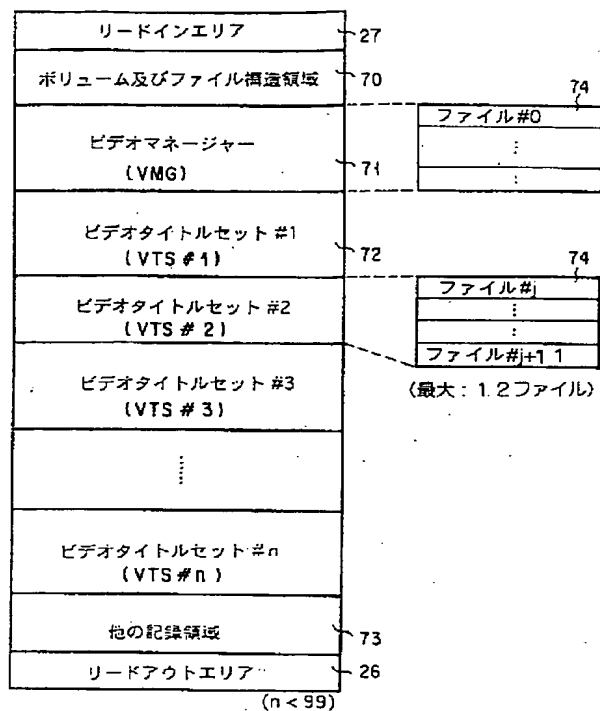 リードインエリア
27
ボリューム及びファイル構造領域
70
ビデオマネージャー
(VMG)
71
74
ファイル#0
⋮
:
ビデオタイトルセット #1
(VTS #1)
72
74
ファイル#j
⋮
:
ファイル#j+11
(最大: 12ファイル)
ビデオタイトルセット #2
(VTS # 2)
ビデオタイトルセット #3
(VTS # 3)
⋮
ビデオタイトルセット #n
(VTS #n)
他の記録領域
73
リードアウトエリア
26
(n<99)